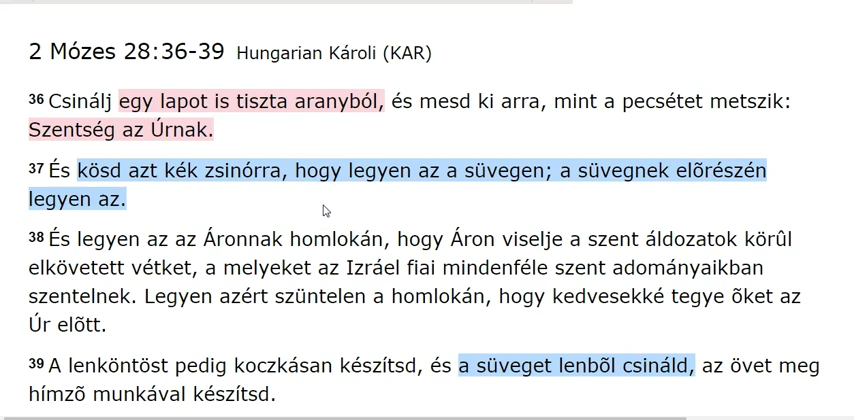 2 Mózes 28:36-39 Hungarian Károli (KAR)
36 Csinálj egy lapot is tiszta aranyból, és mesd ki arra, mint a pecsétet metszik:
Szentség az Úrnak.
37 És kösd azt kék zsinórra, hogy legyen az a süvegen; a süvegnek elõrészén
legyen az.
38 És legyen az az Áronnak homlokán, hogy Áron viselje a szent áldozatok körûl
elkövetett vétket, a melyeket az Izráel fiai mindenféle szent adományaikban
szentelnek. Legyen azért szüntelen a homlokán, hogy kedvesekké tegye õket az
Úr elõtt.
39 A lenköntöst pedig koczkásan készítsd, és a süveget lenbõl csináld, az övet meg
hímzõ munkával készítsd.